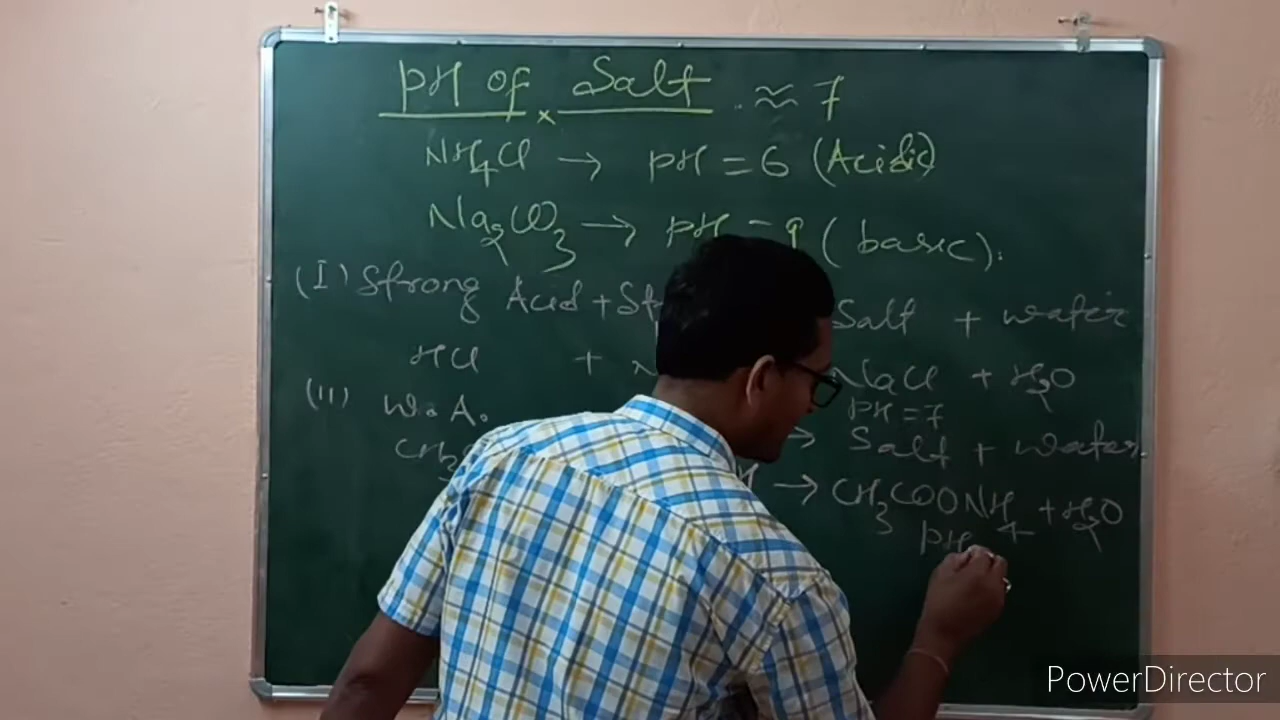 pH of Salt ≈ 7
NH4Cl → pH = 6 (Acidic)
Na2CO3 → pH = 9 (basic).
(I) Strong Acid + St Salt + water
HCl + NaCl + H2O
pH = 7
(II) W.A. → Salt + water
CH3 → CH3COONH4 + H2O
pH
PowerDirector